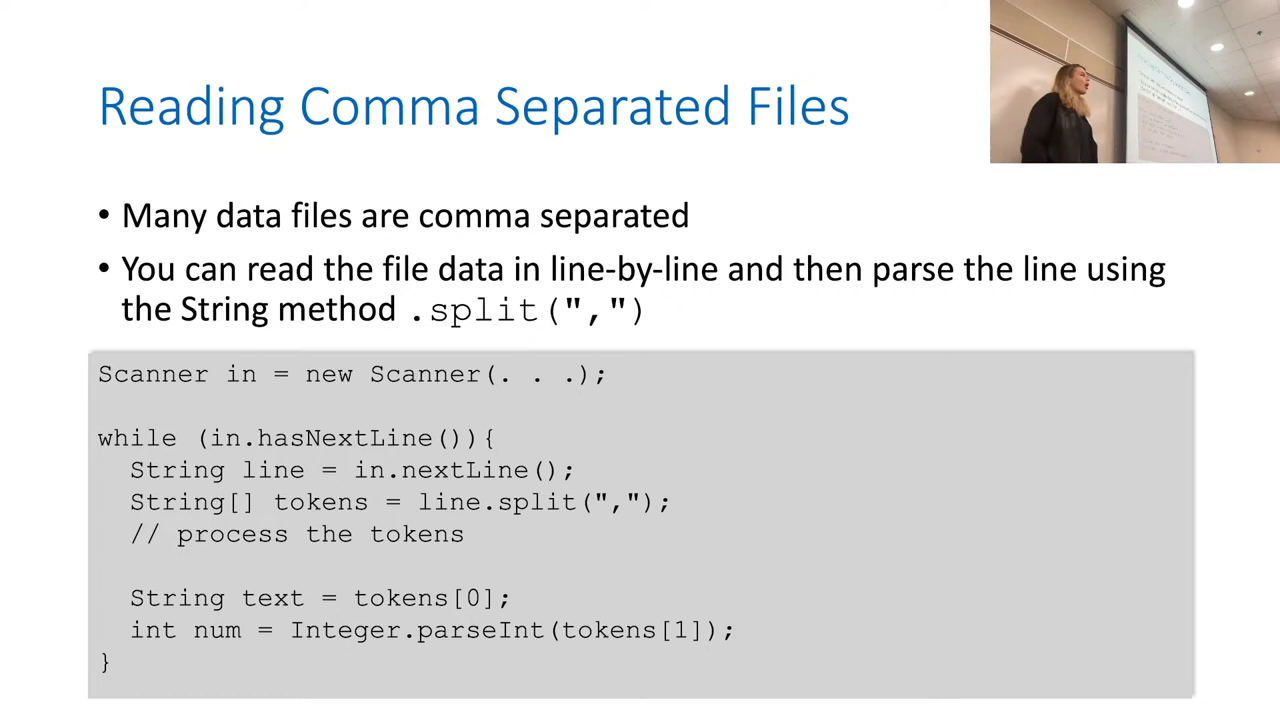 Reading Comma Separated Files
• Many data files are comma separated
• You can read the file data in line-by-line and then parse the line using
the String method .split(",")
Scanner in = new Scanner(. . .);
while (in.hasNextLine()){
String line = in.nextLine();
String[] tokens = line.split(",");
// process the tokens
String text = tokens[0];
int num = Integer.parseInt(tokens[1]);
}